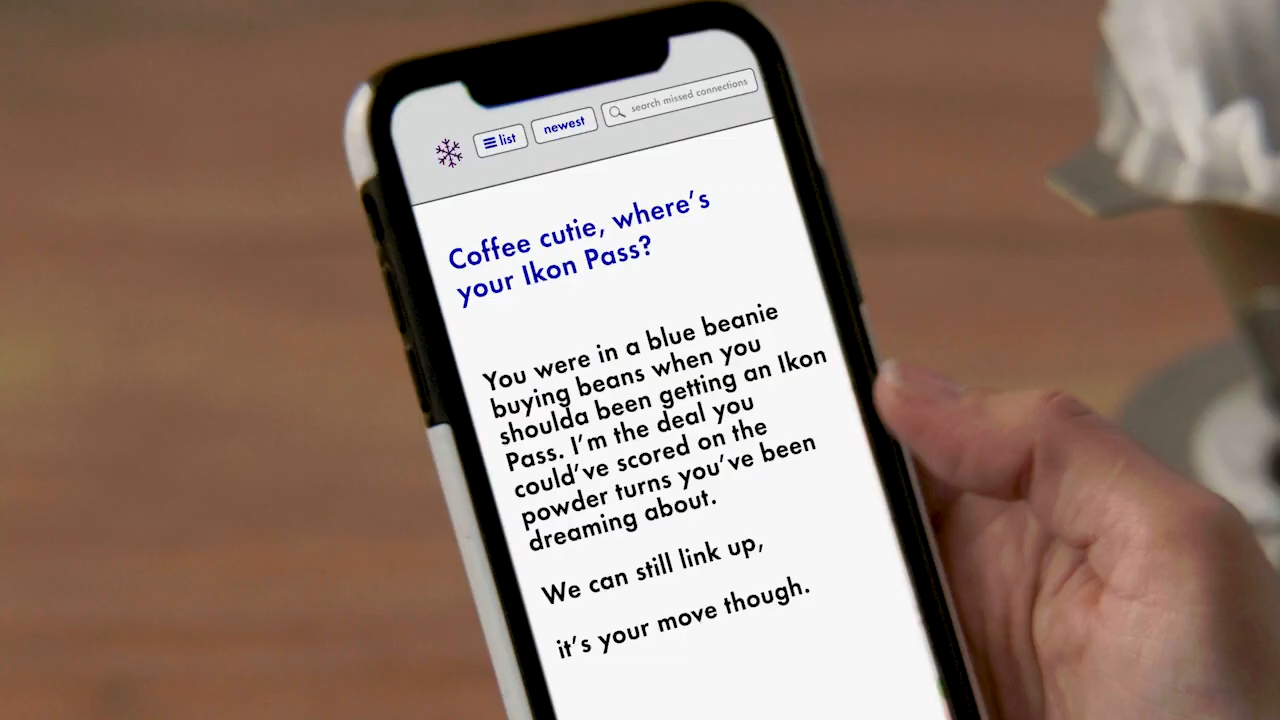 list
newest
search missed connections
Coffee cutie, where's
your Ikon Pass?
You were in a blue beanie
buying beans when you
shoulda been getting an Ikon
Pass. I'm the deal you
could've scored on the
powder turns you've been
dreaming about.
We can still link up,
it's your move though.